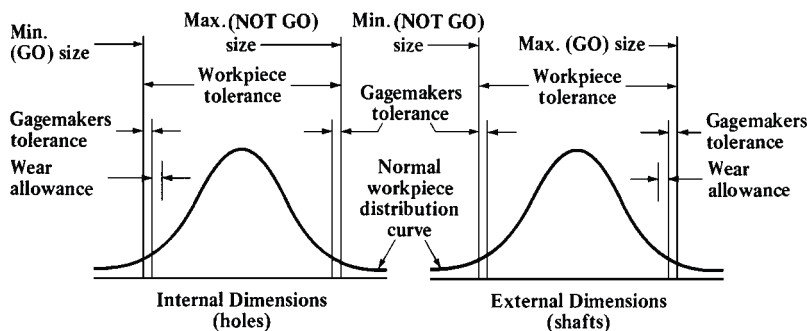 Min.
(GO) size
Max. (NOT GO)
size
Workpiece
tolerance
Gagemakers
tolerance
Wear
allowance
Internal Dimensions
(holes)
Min. (NOT GO)
size
Gagemakers
tolerance
Normal
workpiece
distribution
curve
Max. (GO) size
Workpiece
tolerance
Gagemakers
tolerance
Wear
allowance
External Dimensions
(shafts)